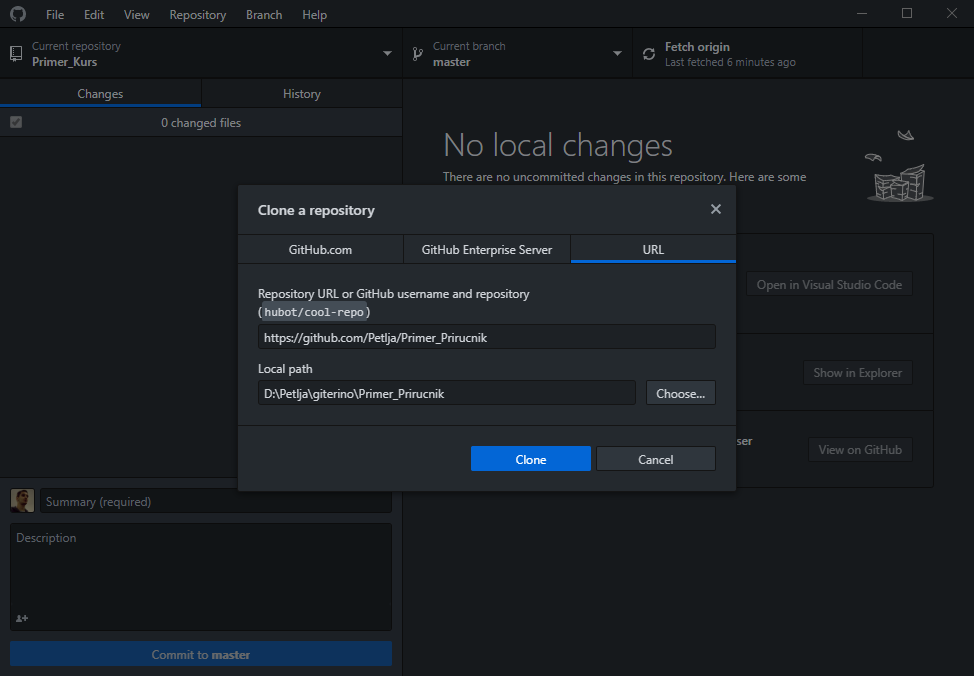 File Edit View Repository Branch Help
Current repository
Primer_Kurs
Current branch
master
Fetch origin
Last fetched 6 minutes ago
Changes
History
0 changed files
No local changes
There are no uncommitted changes in this repository. Here are some
Clone a repository
GitHub.com
GitHub Enterprise Server
URL
Repository URL or GitHub username and repository
(hubot/cool-repo)
https://github.com/Petlja/Primer_Prirucnik
Local path
D:\Petlja\giterino\Primer_Prirucnik
Choose...
Clone
Cancel
Open in Visual Studio Code
Show in Explorer
ser
View on GitHub
Summary (required)
Description
Commit to master